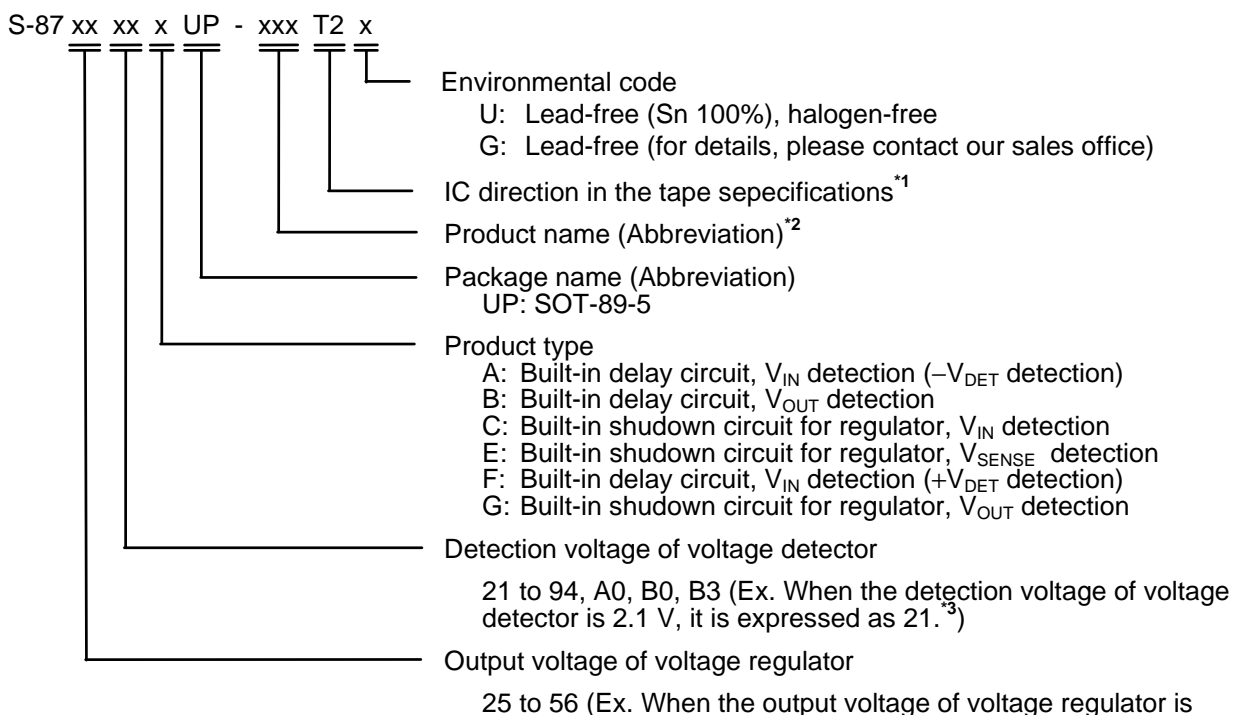 S-87 xx xx x UP - xxx T2 x
Environmental code
U: Lead-free (Sn 100%), halogen-free
G: Lead-free (for details, please contact our sales office)
IC direction in the tape sepecifications*1
Product name (Abbreviation)*2
Package name (Abbreviation)
UP: SOT-89-5
Product type
A: Built-in delay circuit, VIN detection (−VDET detection)
B: Built-in delay circuit, VOUT detection
C: Built-in shudown circuit for regulator, VIN detection
E: Built-in shudown circuit for regulator, VSENSE detection
F: Built-in delay circuit, VIN detection (+VDET detection)
G: Built-in shudown circuit for regulator, VOUT detection
Detection voltage of voltage detector
21 to 94, A0, B0, B3 (Ex. When the detection voltage of voltage
detector is 2.1 V, it is expressed as 21.*3)
Output voltage of voltage regulator
25 to 56 (Ex. When the output voltage of voltage regulator is